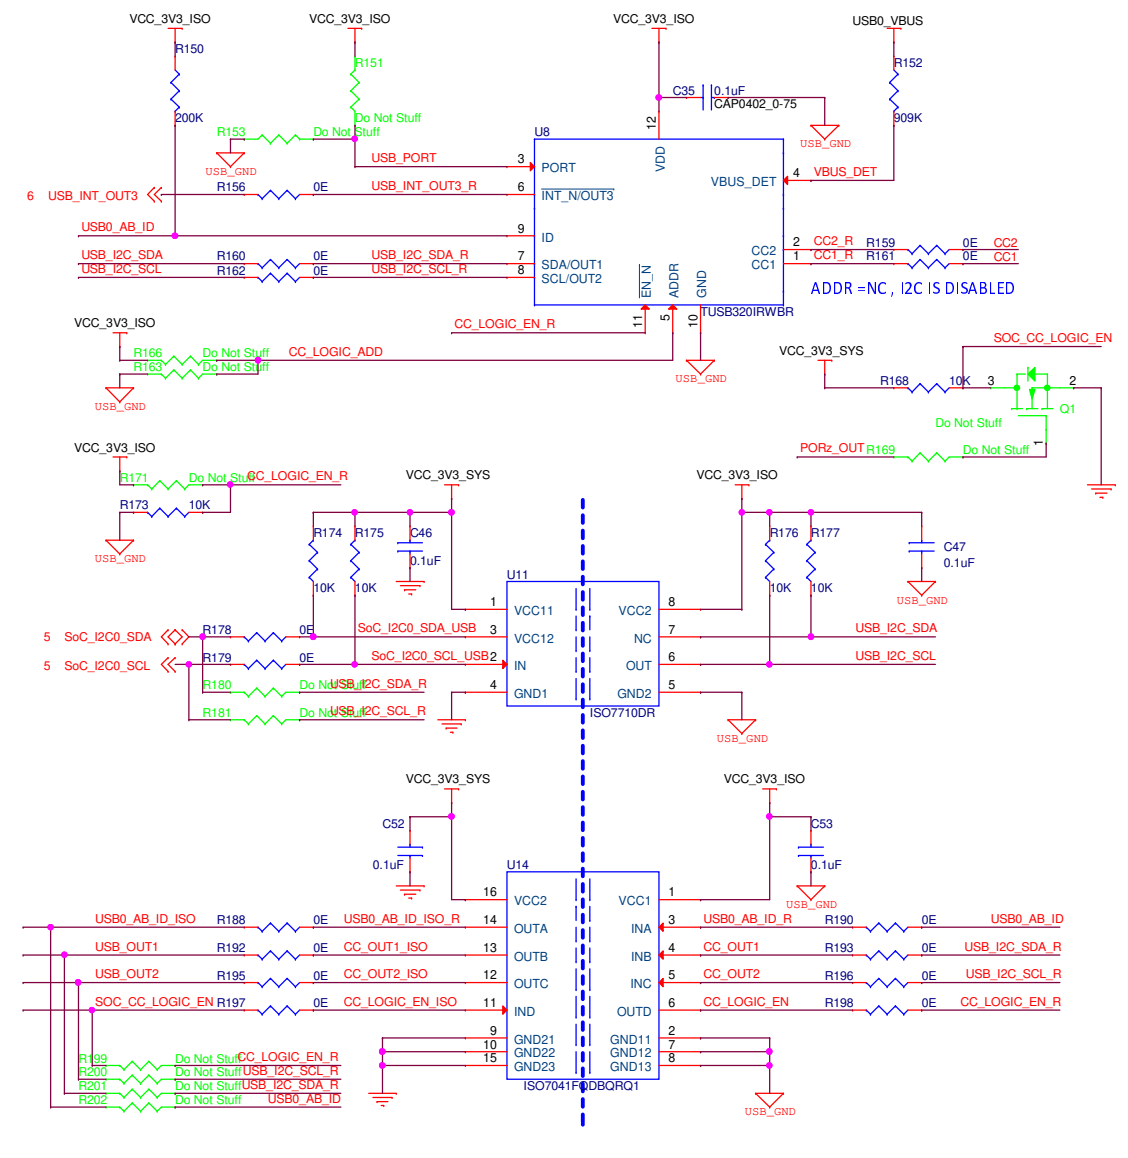 VCC_3V3_ISO
VCC_3V3_ISO
VCC_3V3_ISO
USB0_VBUS
R150
R151
R152
C35
0.1uF
CAP0402_0-75
200K
Do Not Stuff
909K
R153
Do Not Stuff
USB_GND
USB_GND
12
U8
VDD
USB_PORT
3
PORT
VBUS_DET
4
VBUS_DET
6
USB_INT_OUT3
R156
0E
USB_INT_OUT3_R
6
INT_N/OUT3
USB0_AB_ID
9
ID
USB_I2C_SDA
R160
0E
USB_I2C_SDA_R
7
SDA/OUT1
USB_I2C_SCL
R162
0E
USB_I2C_SCL_R
8
SCL/OUT2
CC2
2
CC2_R
R159
0E
CC2
CC1
1
CC1_R
R161
0E
CC1
EN_N
ADDR
GND
ADDR =NC , I2C IS DISABLED
TUSB320IRWBR
CC_LOGIC_EN_R
11
5
10
VCC_3V3_ISO
R166
Do Not Stuff
CC_LOGIC_ADD
R163
Do Not Stuff
USB_GND
USB_GND
SOC_CC_LOGIC_EN
VCC_3V3_SYS
R168
10K
3
2
Q1
Do Not Stuff
1
PORz_OUT
R169
Do Not Stuff
VCC_3V3_ISO
R171
Do Not Stuff
CC_LOGIC_EN_R
R173
10K
USB_GND
VCC_3V3_SYS
VCC_3V3_ISO
R174
R175
C46
0.1uF
10K
10K
R176
R177
C47
0.1uF
10K
10K
USB_GND
U11
1
VCC11
VCC2
8
5
SoC_I2C0_SDA
R178
0E
SoC_I2C0_SDA_USB
3
VCC12
NC
7
USB_I2C_SDA
5
SoC_I2C0_SCL
R179
0E
SoC_I2C0_SCL_USB
2
IN
OUT
6
USB_I2C_SCL
R180
Do Not Stuff
USB_I2C_SDA_R
4
GND1
GND2
5
R181
Do Not Stuff
USB_I2C_SCL_R
ISO7710DR
USB_GND
VCC_3V3_SYS
VCC_3V3_ISO
C52
0.1uF
C53
0.1uF
USB_GND
U14
16
VCC2
VCC1
1
USB0_AB_ID_ISO
R188
0E
USB0_AB_ID_ISO_R
14
OUTA
INA
3
USB0_AB_ID_R
R190
0E
USB0_AB_ID
USB_OUT1
R192
0E
CC_OUT1_ISO
13
OUTB
INB
4
CC_OUT1
R193
0E
USB_I2C_SDA_R
USB_OUT2
R195
0E
CC_OUT2_ISO
12
OUTC
INC
5
CC_OUT2
R196
0E
USB_I2C_SCL_R
SOC_CC_LOGIC_EN
R197
0E
CC_LOGIC_EN_ISO
11
IND
OUTD
6
CC_LOGIC_EN
R198
0E
CC_LOGIC_EN_R
9
GND21
GND11
2
10
GND22
GND12
7
15
GND23
GND13
8
ISO7041FQDBQRQ1
R199
Do Not Stuff
CC_LOGIC_EN_R
R200
Do Not Stuff
USB_I2C_SCL_R
R201
Do Not Stuff
USB_I2C_SDA_R
R202
Do Not Stuff
USB0_AB_ID
USB_GND